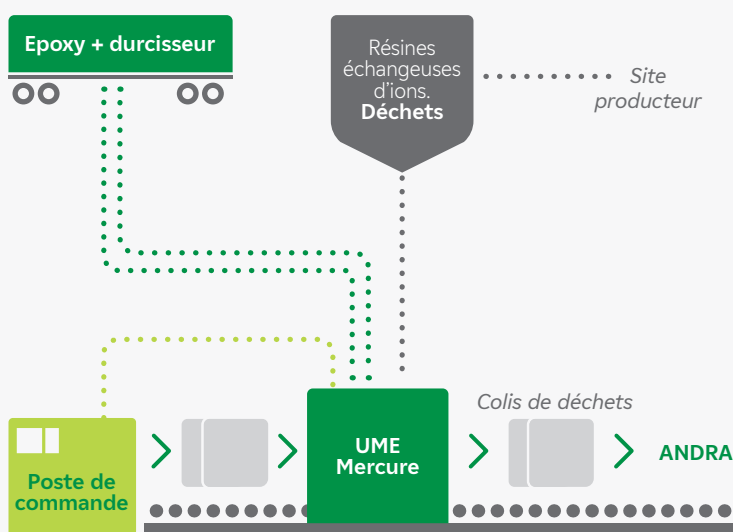 Epoxy + durcisseur
Résines
échangeuses
d'ions.
Déchets
Site
producteur
Colis de déchets
UME
Mercure
ANDRA
Poste de
commande